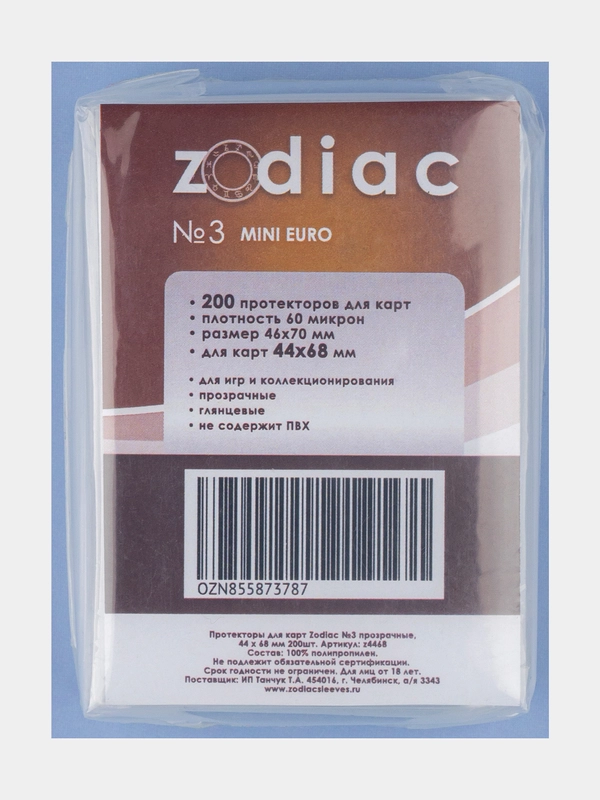 zodiac
№3 MINI EURO
• 200 протекторов для карт
• плотность 60 микрон
• размер 46х70 мм
• для карт 44х68 мм
• для игр и коллекционирования
• прозрачные
• глянцевые
• не содержит ПВХ
OZN855873787
Протекторы для карт Zodiac №3 прозрачные,
44 х 68 мм 200шт. Артикул: z4468
Состав: 100% полипропилен.
Не подлежит обязательной сертификации.
Срок годности не ограничен. Для лиц от 18 лет.
Поставщик: ИП Танчук Т.А. 454016, г. Челябинск, а/я 3343
www.zodiacsleeves.ru